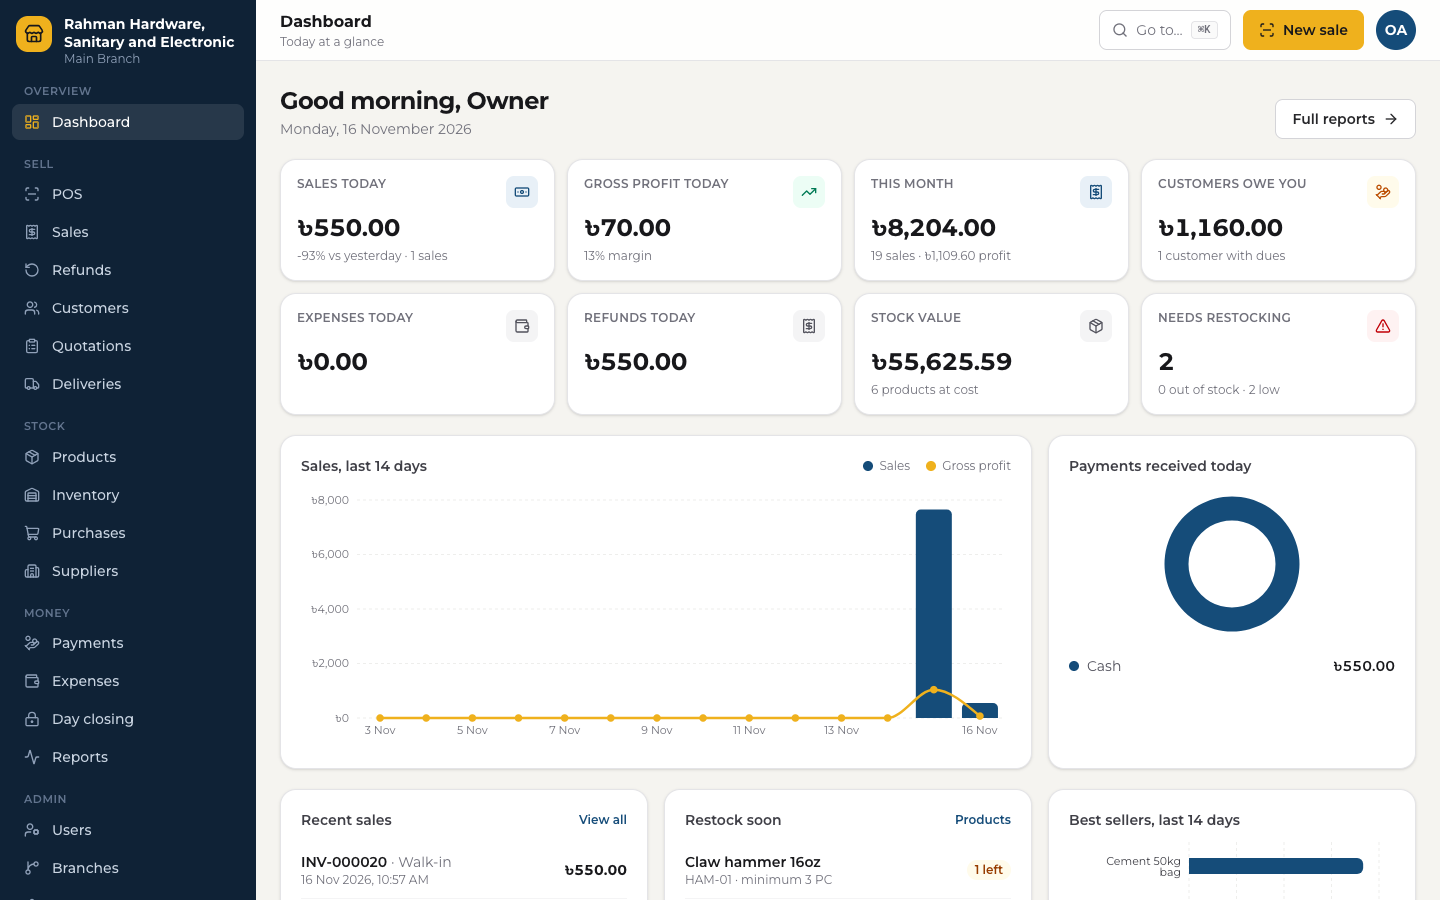 Rahman Hardware,
Sanitary and Electronic
Main Branch
OVERVIEW
Dashboard
SELL
POS
Sales
Refunds
Customers
Quotations
Deliveries
STOCK
Products
Inventory
Purchases
Suppliers
MONEY
Payments
Expenses
Day closing
Reports
ADMIN
Users
Branches
Dashboard
Today at a glance
Go to... ⌘K
New sale
OA
Good morning, Owner
Monday, 16 November 2026
Full reports
SALES TODAY
৳550.00
-93% vs yesterday · 1 sales
GROSS PROFIT TODAY
৳70.00
13% margin
THIS MONTH
৳8,204.00
19 sales · ৳1,109.60 profit
CUSTOMERS OWE YOU
৳1,160.00
1 customer with dues
EXPENSES TODAY
৳0.00
REFUNDS TODAY
৳550.00
STOCK VALUE
৳55,625.59
6 products at cost
NEEDS RESTOCKING
2
0 out of stock · 2 low
Sales, last 14 days
Sales Gross profit
৳8,000
৳6,000
৳4,000
৳2,000
৳0
3 Nov 5 Nov 7 Nov 9 Nov 11 Nov 13 Nov 16 Nov
Payments received today
Cash ৳550.00
Recent sales View all
INV-000020 · Walk-in ৳550.00
16 Nov 2026, 10:57 AM
Restock soon Products
Claw hammer 16oz 1 left
HAM-01 · minimum 3 PC
Best sellers, last 14 days
Cement 50kg
bag